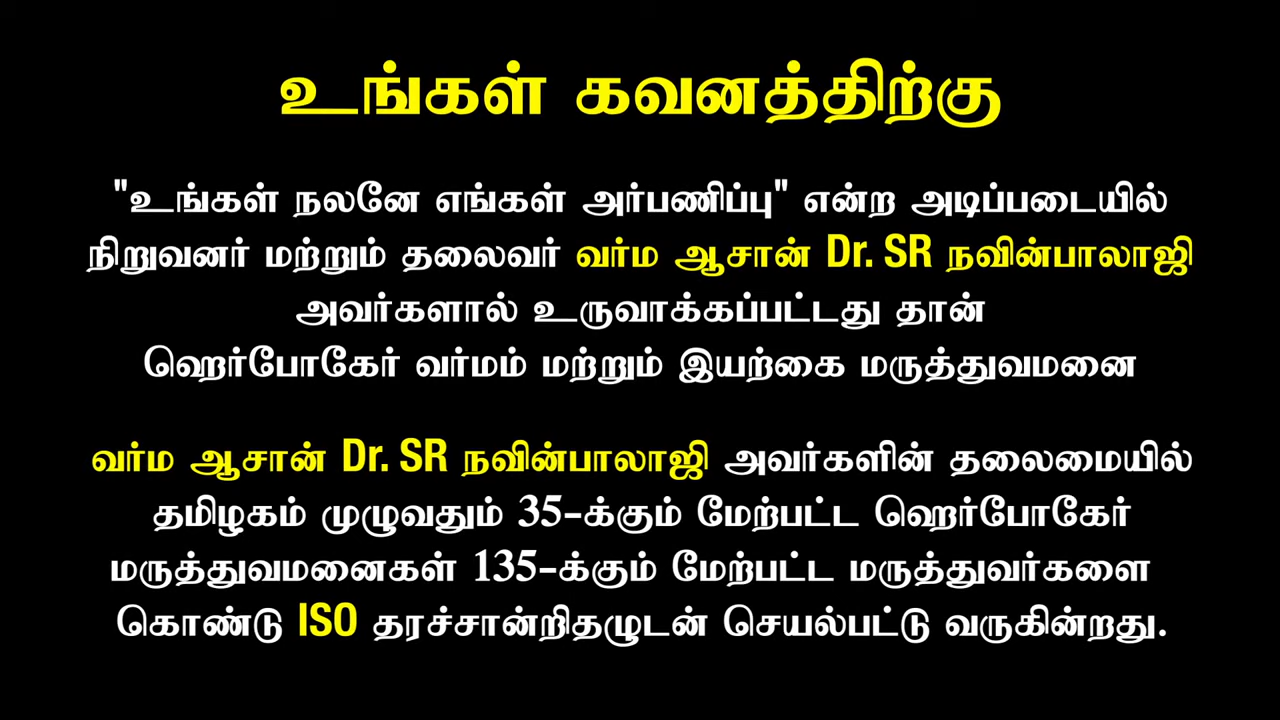 உங்கள் கவனத்திற்கு
"உங்கள் நலனே எங்கள் அர்பணிப்பு" என்ற அடிப்படையில்
நிறுவனர் மற்றும் தலைவர் வர்ம ஆசான் Dr. SR நவின்பாலாஜி
அவர்களால் உருவாக்கப்பட்டது தான்
ஹெர்போகேர் வர்மம் மற்றும் இயற்கை மருத்துவமனை
வர்ம ஆசான் Dr. SR நவின்பாலாஜி அவர்களின் தலைமையில்
தமிழகம் முழுவதும் 35-க்கும் மேற்பட்ட ஹெர்போகேர்
மருத்துவமனைகள் 135-க்கும் மேற்பட்ட மருத்துவர்களை
கொண்டு ISO தரச்சான்றிதழுடன் செயல்பட்டு வருகின்றது.